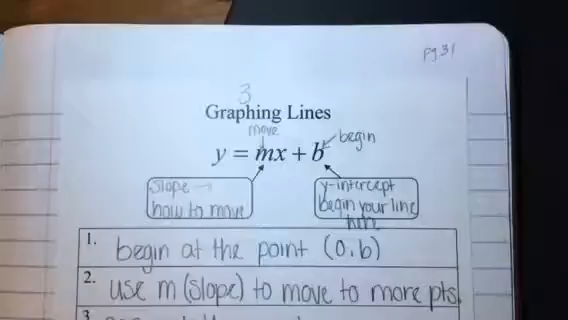 pg 31
3
Graphing Lines
move
begin
y = mx + b
slope →
how to move
y-intercept
begin your line
here
1. begin at the point (0,b)
2. use m (slope) to move to more pts.
3.